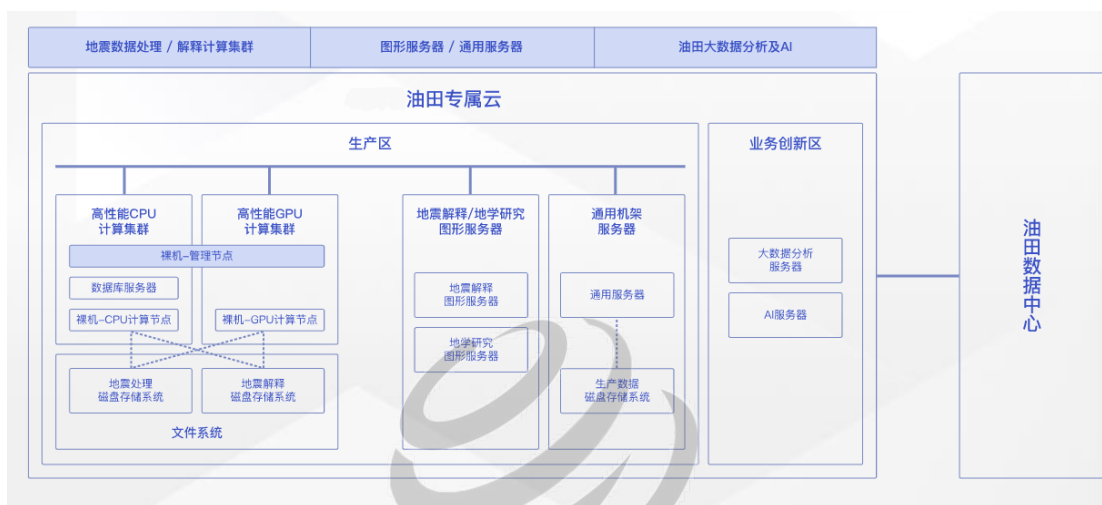 地震数据处理 / 解释计算集群
图形服务器 / 通用服务器
油田大数据分析及AI
油田专属云
生产区
高性能CPU
计算集群
高性能GPU
计算集群
裸机-管理节点
数据库服务器
裸机-CPU计算节点
裸机-GPU计算节点
地震处理
磁盘存储系统
地震解释
磁盘存储系统
文件系统
地震解释/地学研究
图形服务器
地震解释
图形服务器
地学研究
图形服务器
通用机架
服务器
通用服务器
生产数据
磁盘存储系统
业务创新区
大数据分析
服务器
AI服务器
油田数据中心